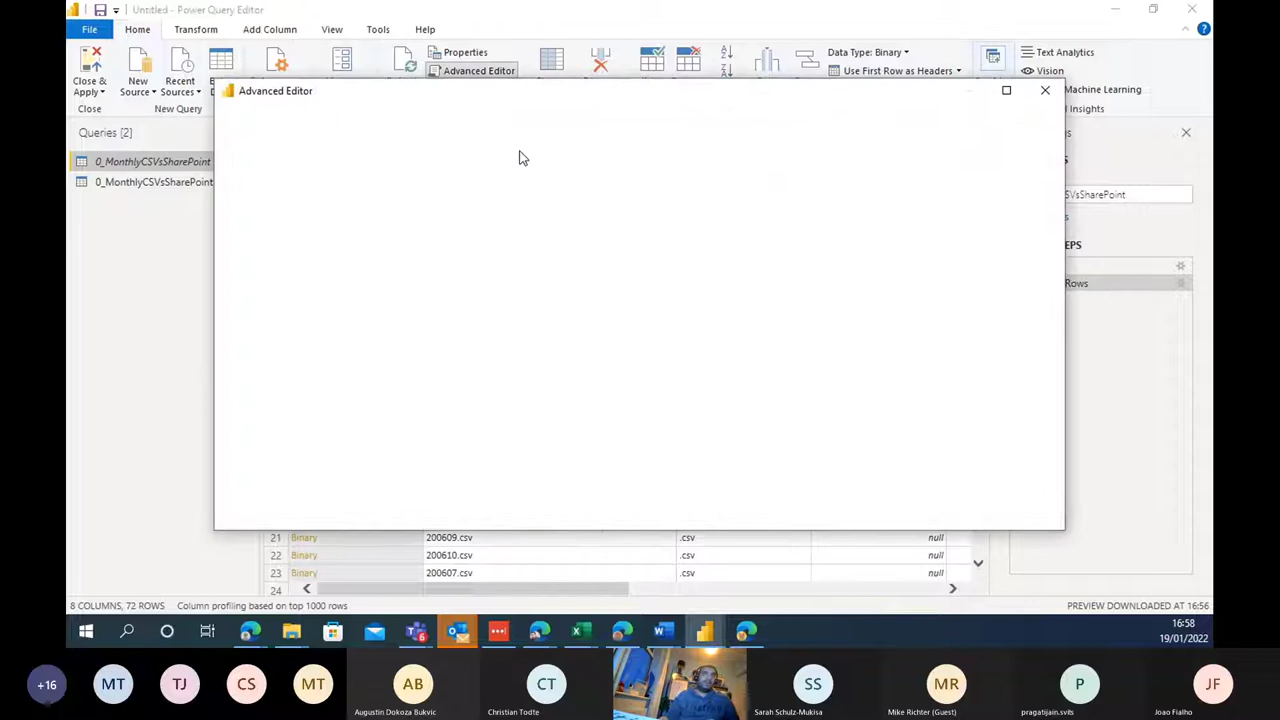 Untitled - Power Query Editor
File Home Transform Add Column View Tools Help
Close & Apply
New Source
Recent Sources
Properties
Advanced Editor
Data Type: Binary
Use First Row as Headers
Text Analytics
Vision
Machine Learning
Close
New Query
Insights
Advanced Editor
Queries [2]
0_MonthlyCSVsSharePoint
0_MonthlyCSVsSharePoint
SVsSharePoint
EPS
Rows
21 Binary 200609.csv .csv null
22 Binary 200610.csv .csv null
23 Binary 200607.csv .csv null
24
8 COLUMNS, 72 ROWS Column profiling based on top 1000 rows PREVIEW DOWNLOADED AT 16:56
16:58
19/01/2022
+16 MT TJ CS MT AB CT SS MR P JF
Augustin Dokoza Bukvic Christian Todte Sarah Schulz-Mukisa Mike Richter (Guest) pragatijain.svits Joao Fialho